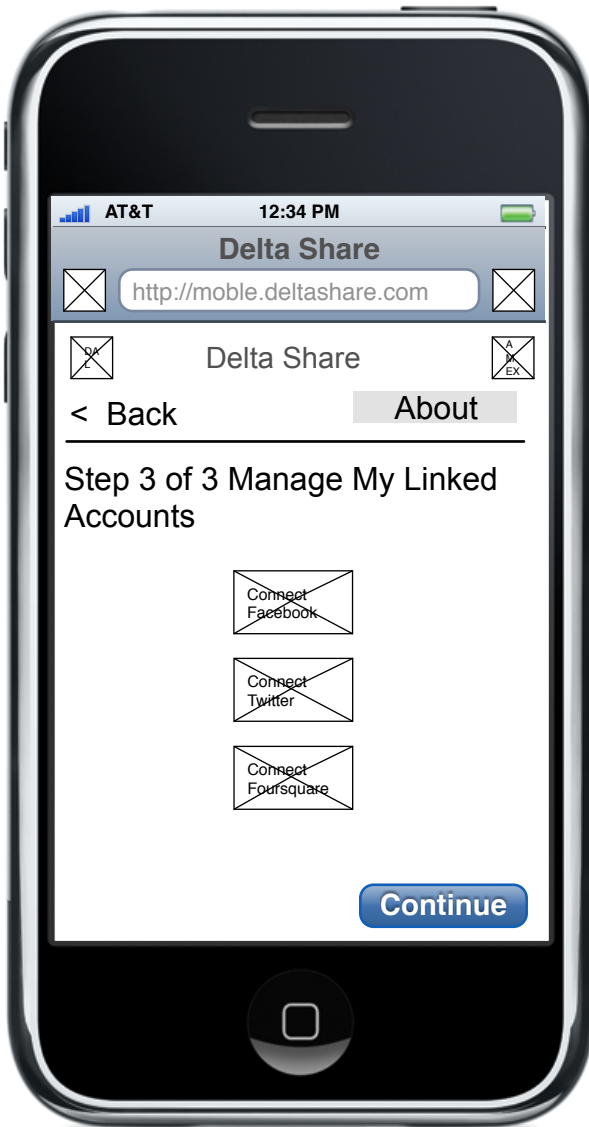 AT&T 12:34 PM
Delta Share
http://moble.deltashare.com
DA
L
Delta Share
A
M
EX
< Back About
Step 3 of 3 Manage My Linked
Accounts
Connect
Facebook
Connect
Twitter
Connect
Foursquare
Continue